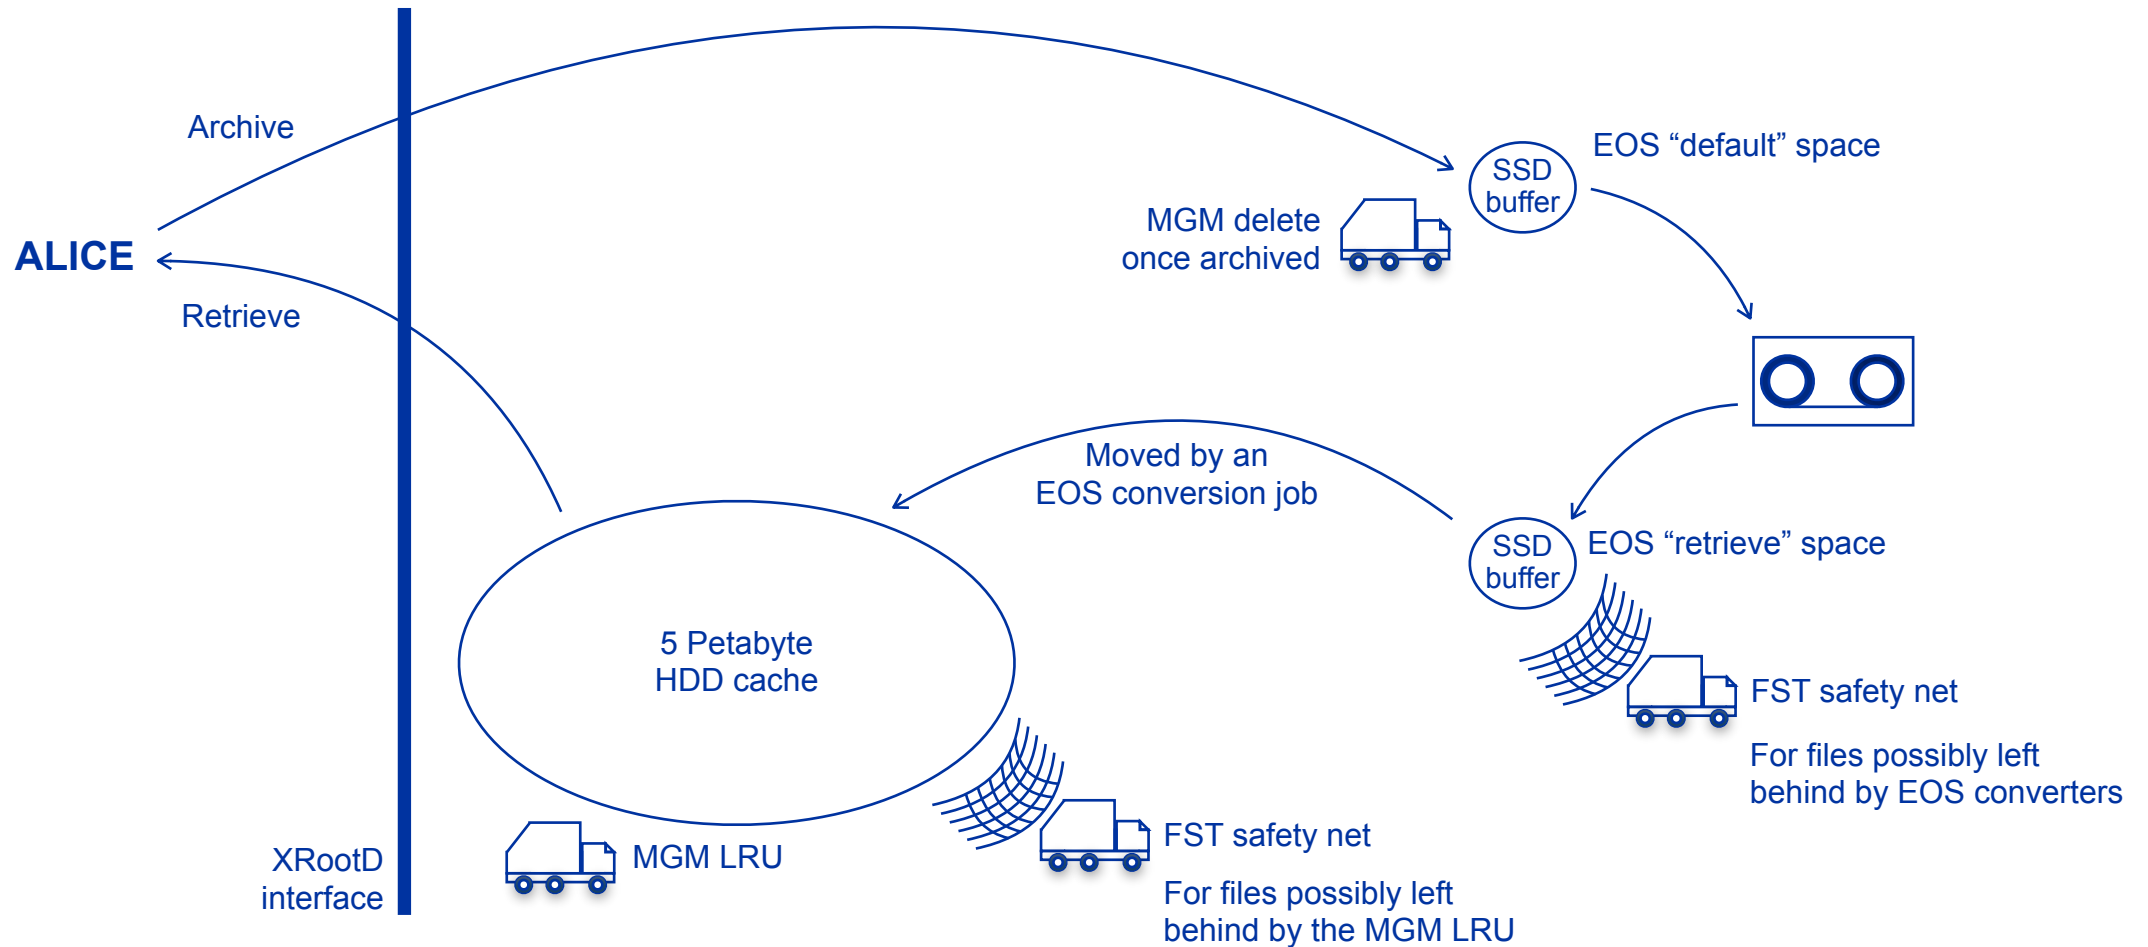 Archive
ALICE
Retrieve
XRootD
interface
SSD
buffer
EOS “default” space
MGM delete
once archived
Moved by an
EOS conversion job
SSD
buffer
EOS “retrieve” space
FST safety net
For files possibly left
behind by EOS converters
5 Petabyte
HDD cache
MGM LRU
FST safety net
For files possibly left
behind by the MGM LRU